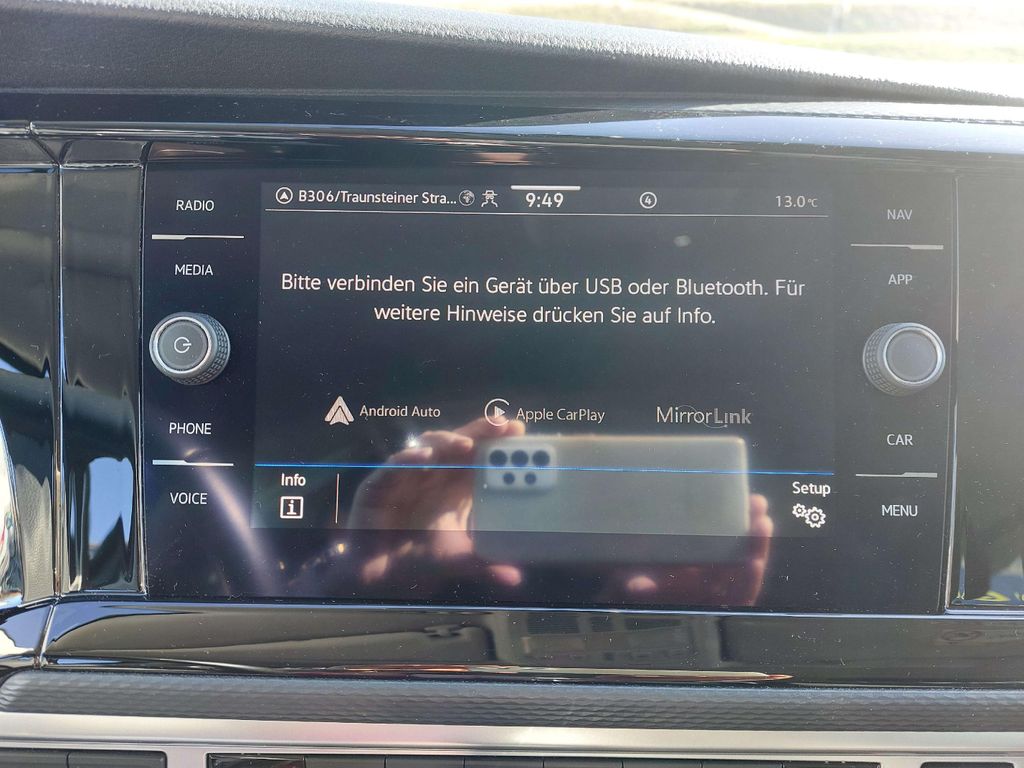 RADIO
MEDIA
PHONE
VOICE
B306/Traunsteiner Stra...
9:49
4
13.0°C
Bitte verbinden Sie ein Gerät über USB oder Bluetooth. Für
weitere Hinweise drücken Sie auf Info.
Android Auto
Apple CarPlay
MirrorLink
Info
i
Setup
NAV
APP
CAR
MENU